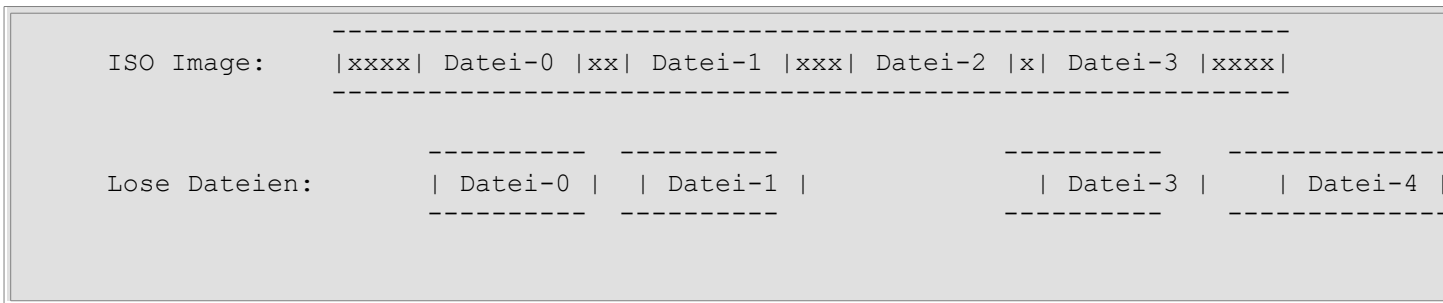 ------------------------------------------------------------
ISO Image: |xxxx| Datei-0 |xx| Datei-1 |xxx| Datei-2 |x| Datei-3 |xxxx|
------------------------------------------------------------
---------- ---------- ---------- --------------
Lose Dateien: | Datei-0 | | Datei-1 | | Datei-3 | | Datei-4 |
---------- ---------- ---------- --------------